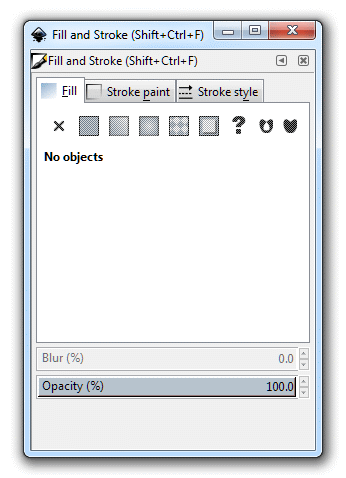 Fill and Stroke (Shift+Ctrl+F)
Fill and Stroke (Shift+Ctrl+F)
Fill Stroke paint Stroke style
No objects
Blur (%) 0.0
Opacity (%) 100.0